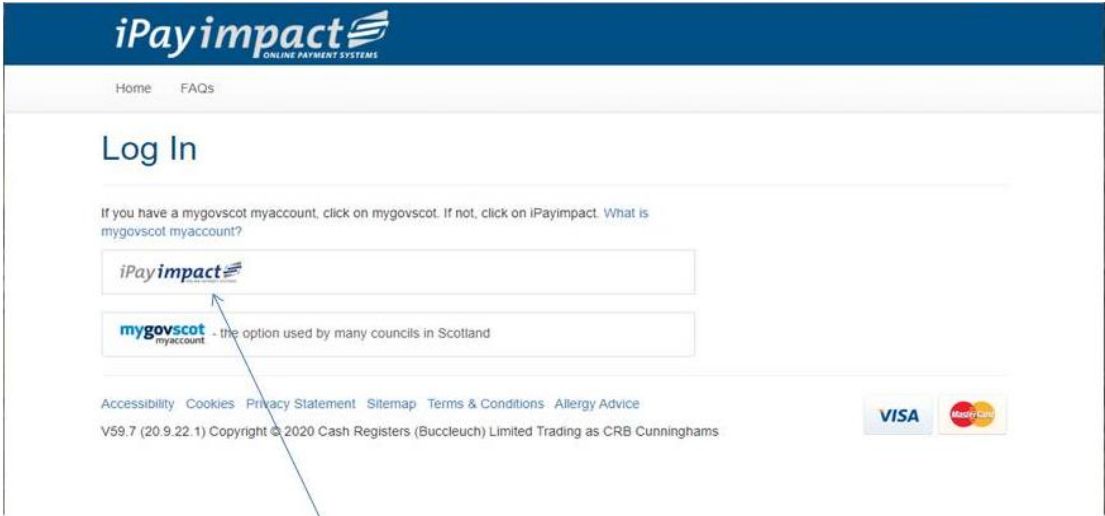 iPayimpact
ONLINE PAYMENT SYSTEMS
Home FAQs
Log In
If you have a mygovscot myaccount, click on mygovscot. If not, click on iPayimpact. What is
mygovscot myaccount?
iPayimpact
mygovscot
myaccount
- the option used by many councils in Scotland
Accessibility Cookies Privacy Statement Sitemap Terms & Conditions Allergy Advice
V59.7 (20.9.22.1) Copyright © 2020 Cash Registers (Buccleuch) Limited Trading as CRB Cunninghams
VISA MasterCard